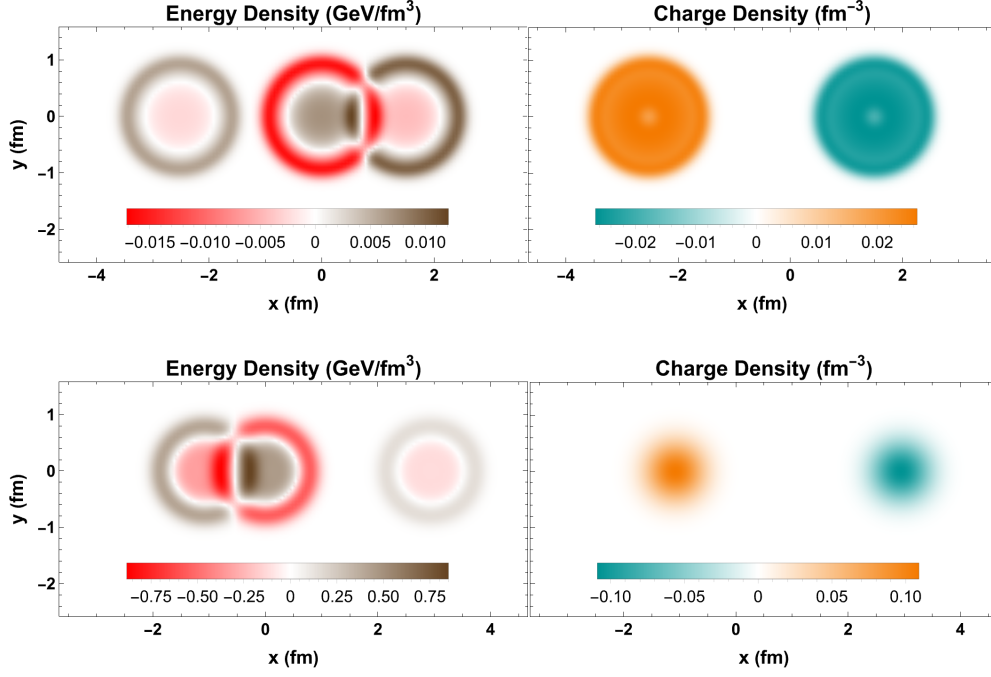 Energy Density (GeV/fm³) Charge Density (fm⁻³)
1
0
−1
−2
y (fm)
−0.015 −0.010 −0.005 0 0.005 0.010
−0.02 −0.01 0 0.01 0.02
−4 −2 0 2
−4 −2 0 2
x (fm) x (fm)
Energy Density (GeV/fm³) Charge Density (fm⁻³)
1
0
−1
−2
y (fm)
−0.75 −0.50 −0.25 0 0.25 0.50 0.75
−0.10 −0.05 0 0.05 0.10
−2 0 2 4
−2 0 2 4
x (fm) x (fm)